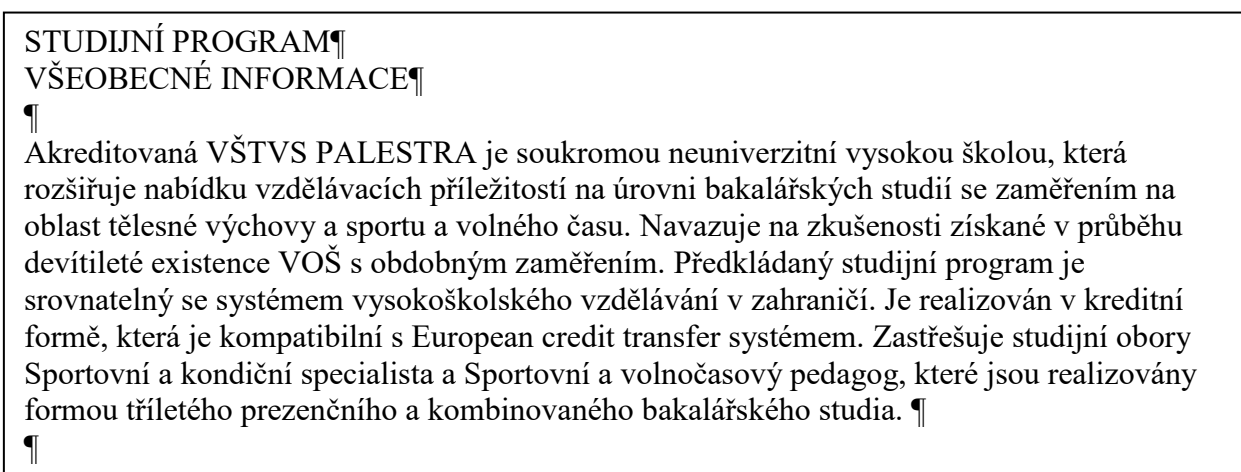 STUDIJNÍ PROGRAM¶
VŠEOBECNÉ INFORMACE¶
¶
Akreditovaná VŠTVS PALESTRA je soukromou neuniverzitní vysokou školou, která
rozšiřuje nabídku vzdělávacích příležitostí na úrovni bakalářských studií se zaměřením na
oblast tělesné výchovy a sportu a volného času. Navazuje na zkušenosti získané v průběhu
devítileté existence VOŠ s obdobným zaměřením. Předkládaný studijní program je
srovnatelný se systémem vysokoškolského vzdělávání v zahraničí. Je realizován v kreditní
formě, která je kompatibilní s European credit transfer systémem. Zastřešuje studijní obory
Sportovní a kondiční specialista a Sportovní a volnočasový pedagog, které jsou realizovány
formou tříletého prezenčního a kombinovaného bakalářského studia. ¶
¶